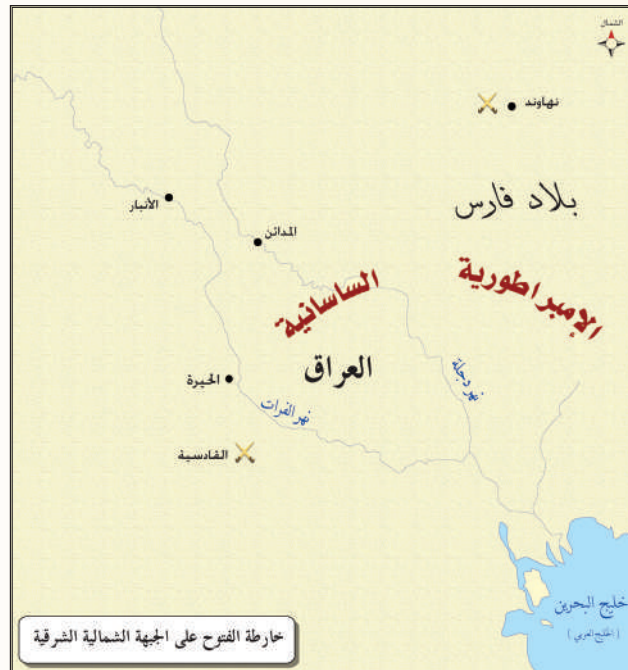 الشمال
نهاوند
بلاد فارس
الأنبار
المدائن
الإمبراطورية
الساسانية
العراق
نهر دجلة
الحيرة
نهر الفرات
القادسية
خليج البحرين
( الخليج العربي )
خارطة الفتوح على الجبهة الشمالية الشرقية